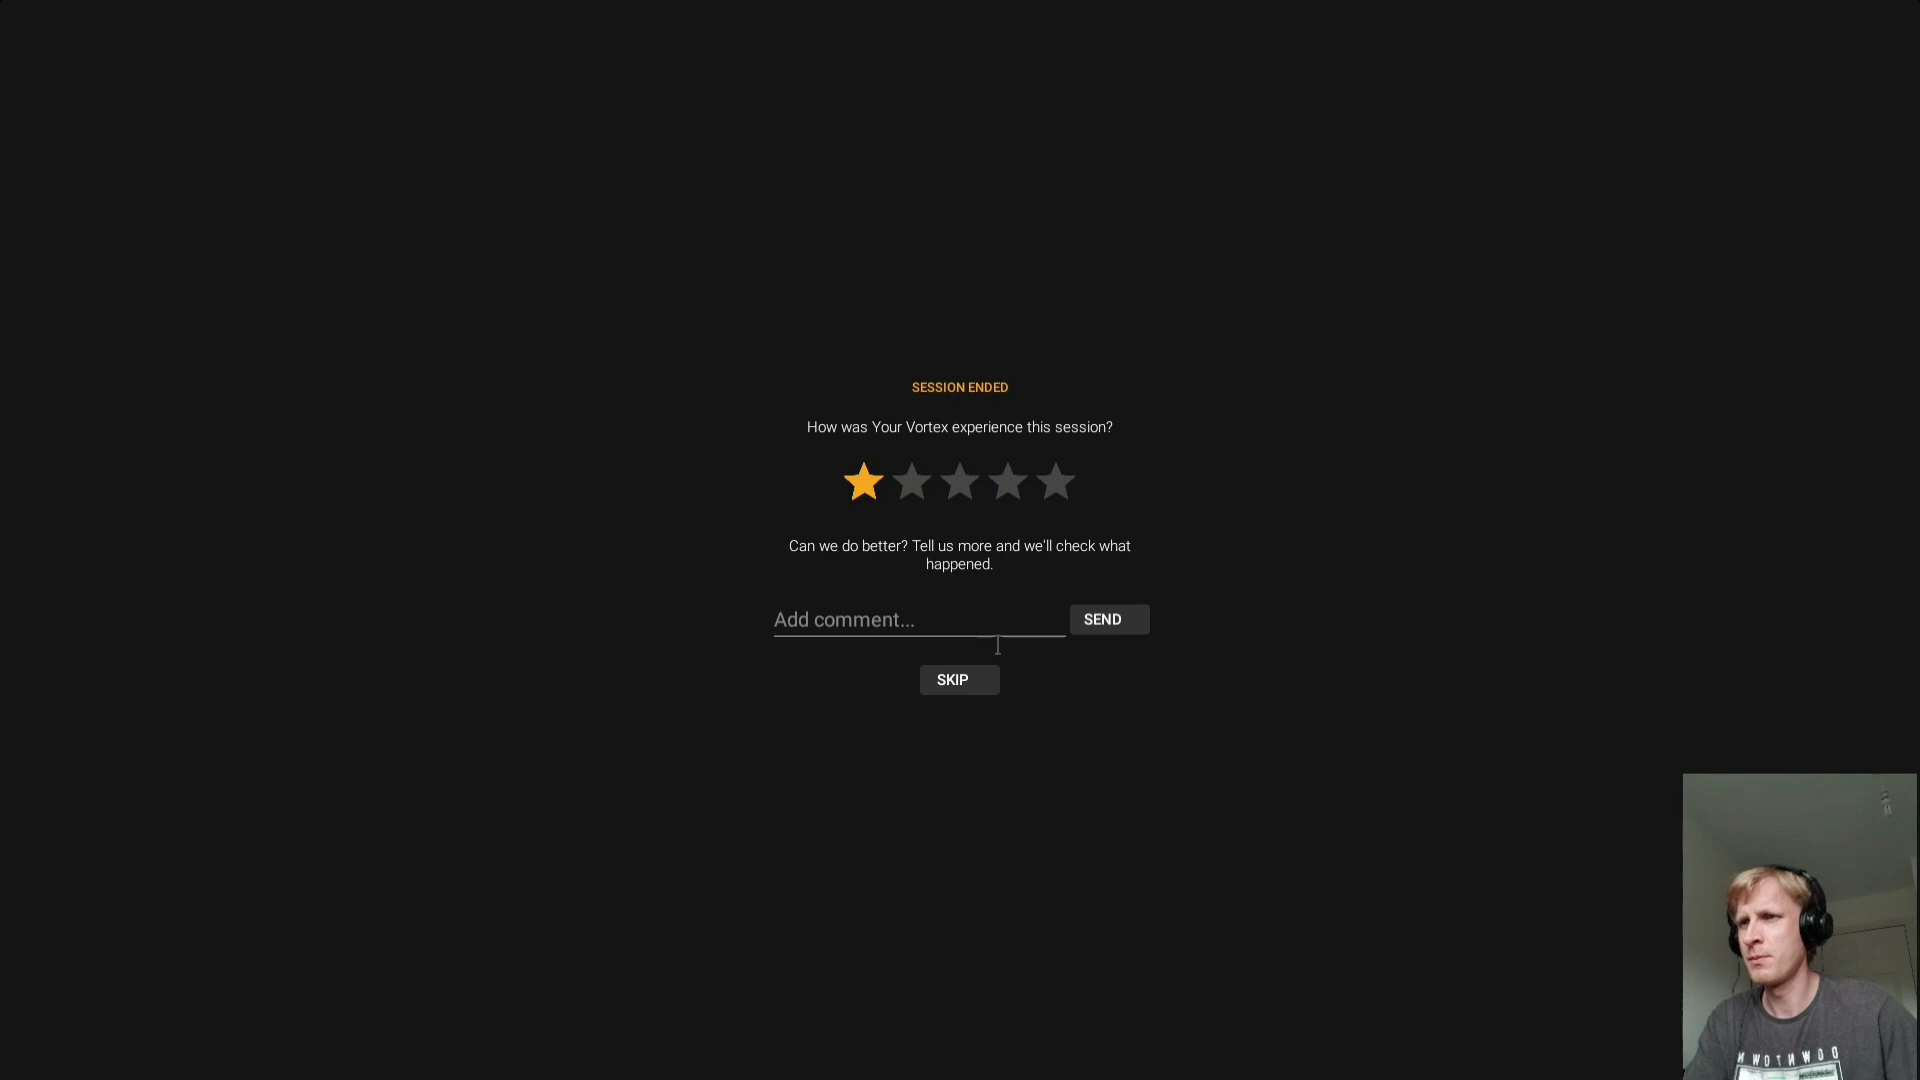 SESSION ENDED
How was Your Vortex experience this session?
Can we do better? Tell us more and we'll check what
happened.
Add comment...
SEND
SKIP
DOWNTOWN